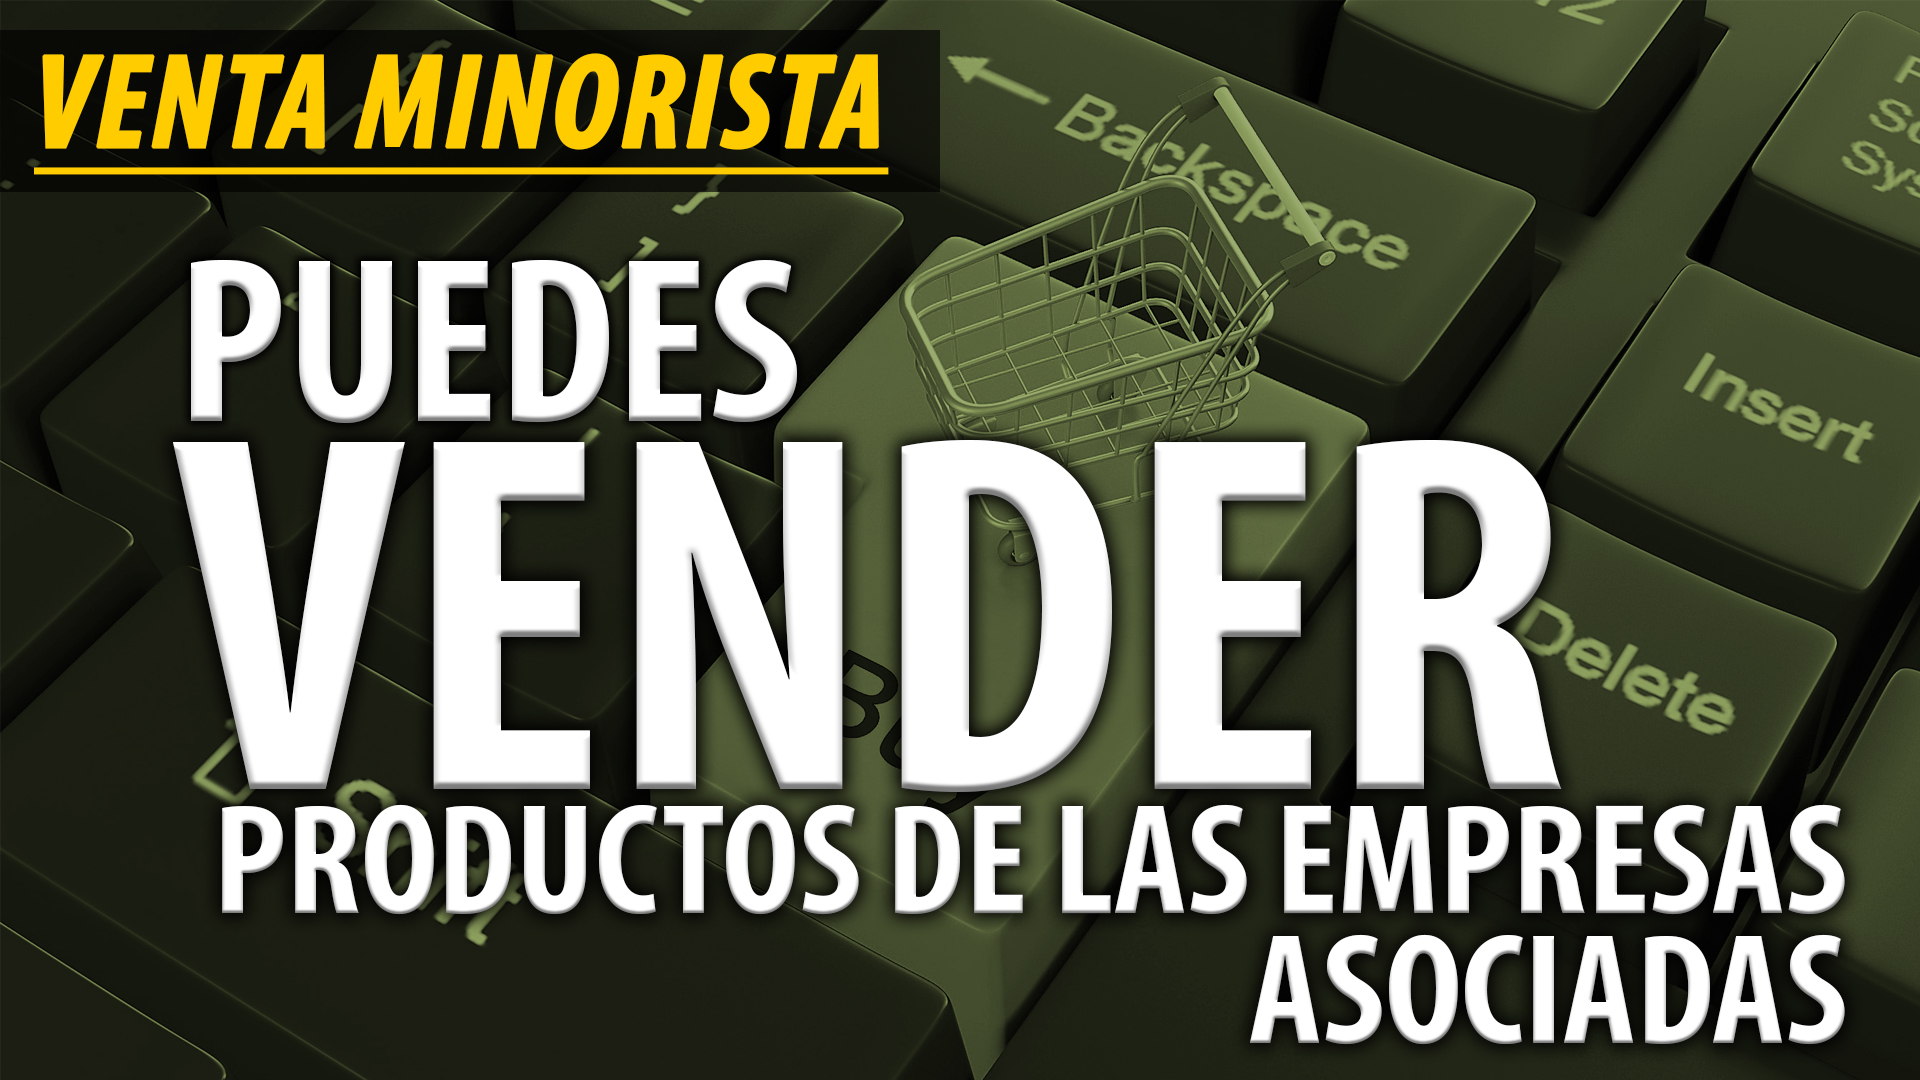 VENTA MINORISTA
Backspace
Insert
Delete
PUEDES
VENDER
PRODUCTOS DE LAS EMPRESAS
ASOCIADAS